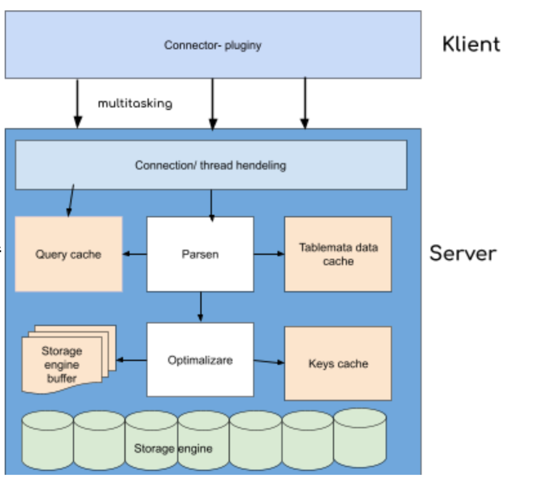 Connector- pluginy
Klient
multitasking
Connection/ thread hendeling
Query cache
Parsen
Tablemata data
cache
Server
Storage
engine
buffer
Optimalizare
Keys cache
Storage engine